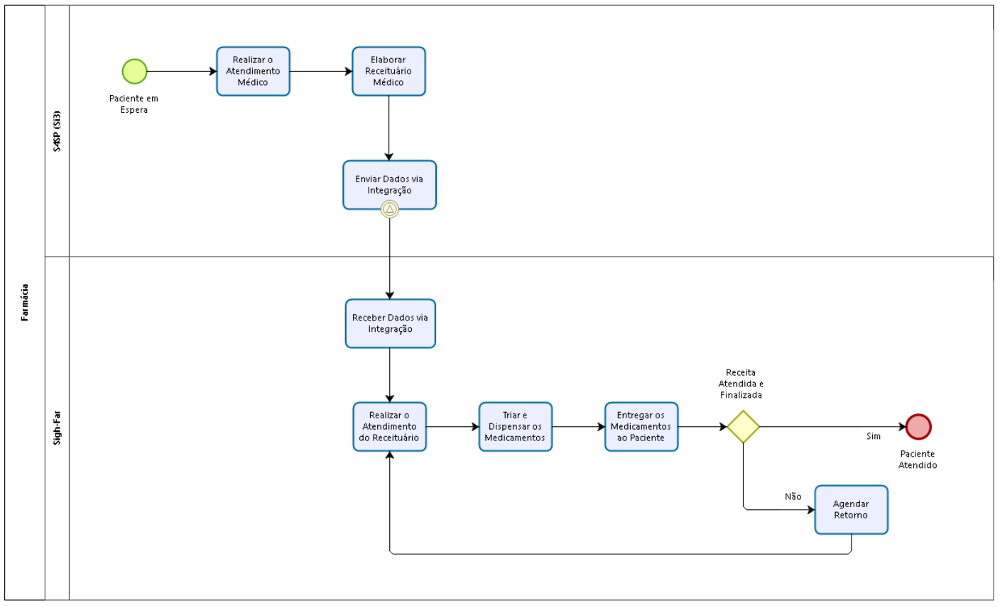 Farmácia
S4SP (Si3)
Paciente em
Espera
Realizar o
Atendimento
Médico
Elaborar
Receituário
Médico
Enviar Dados via
Integração
Sigh-Far
Receber Dados via
Integração
Realizar o
Atendimento
do Receituário
Triar e
Dispensar os
Medicamentos
Entregar os
Medicamentos
ao Paciente
Receita
Atendida e
Finalizada
Sim
Paciente
Atendido
Não
Agendar
Retorno